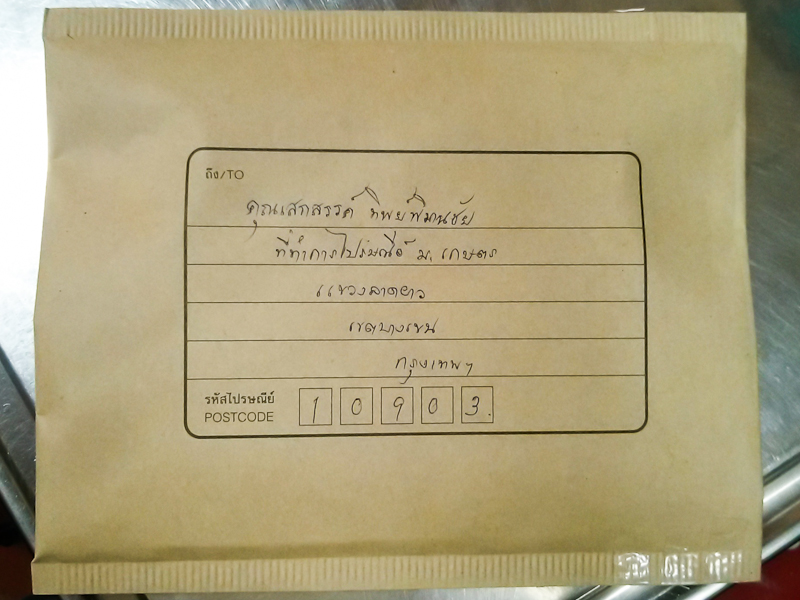 ถึง/TO
คุณเสกสรรค์ ทิพย์พิมานชัย
ที่ทำการไปรษณีย์ ม. เกษตร
แขวงลาดยาว
เขตบางเขน
กรุงเทพฯ
รหัสไปรษณีย์
POSTCODE 1 0 9 0 3.